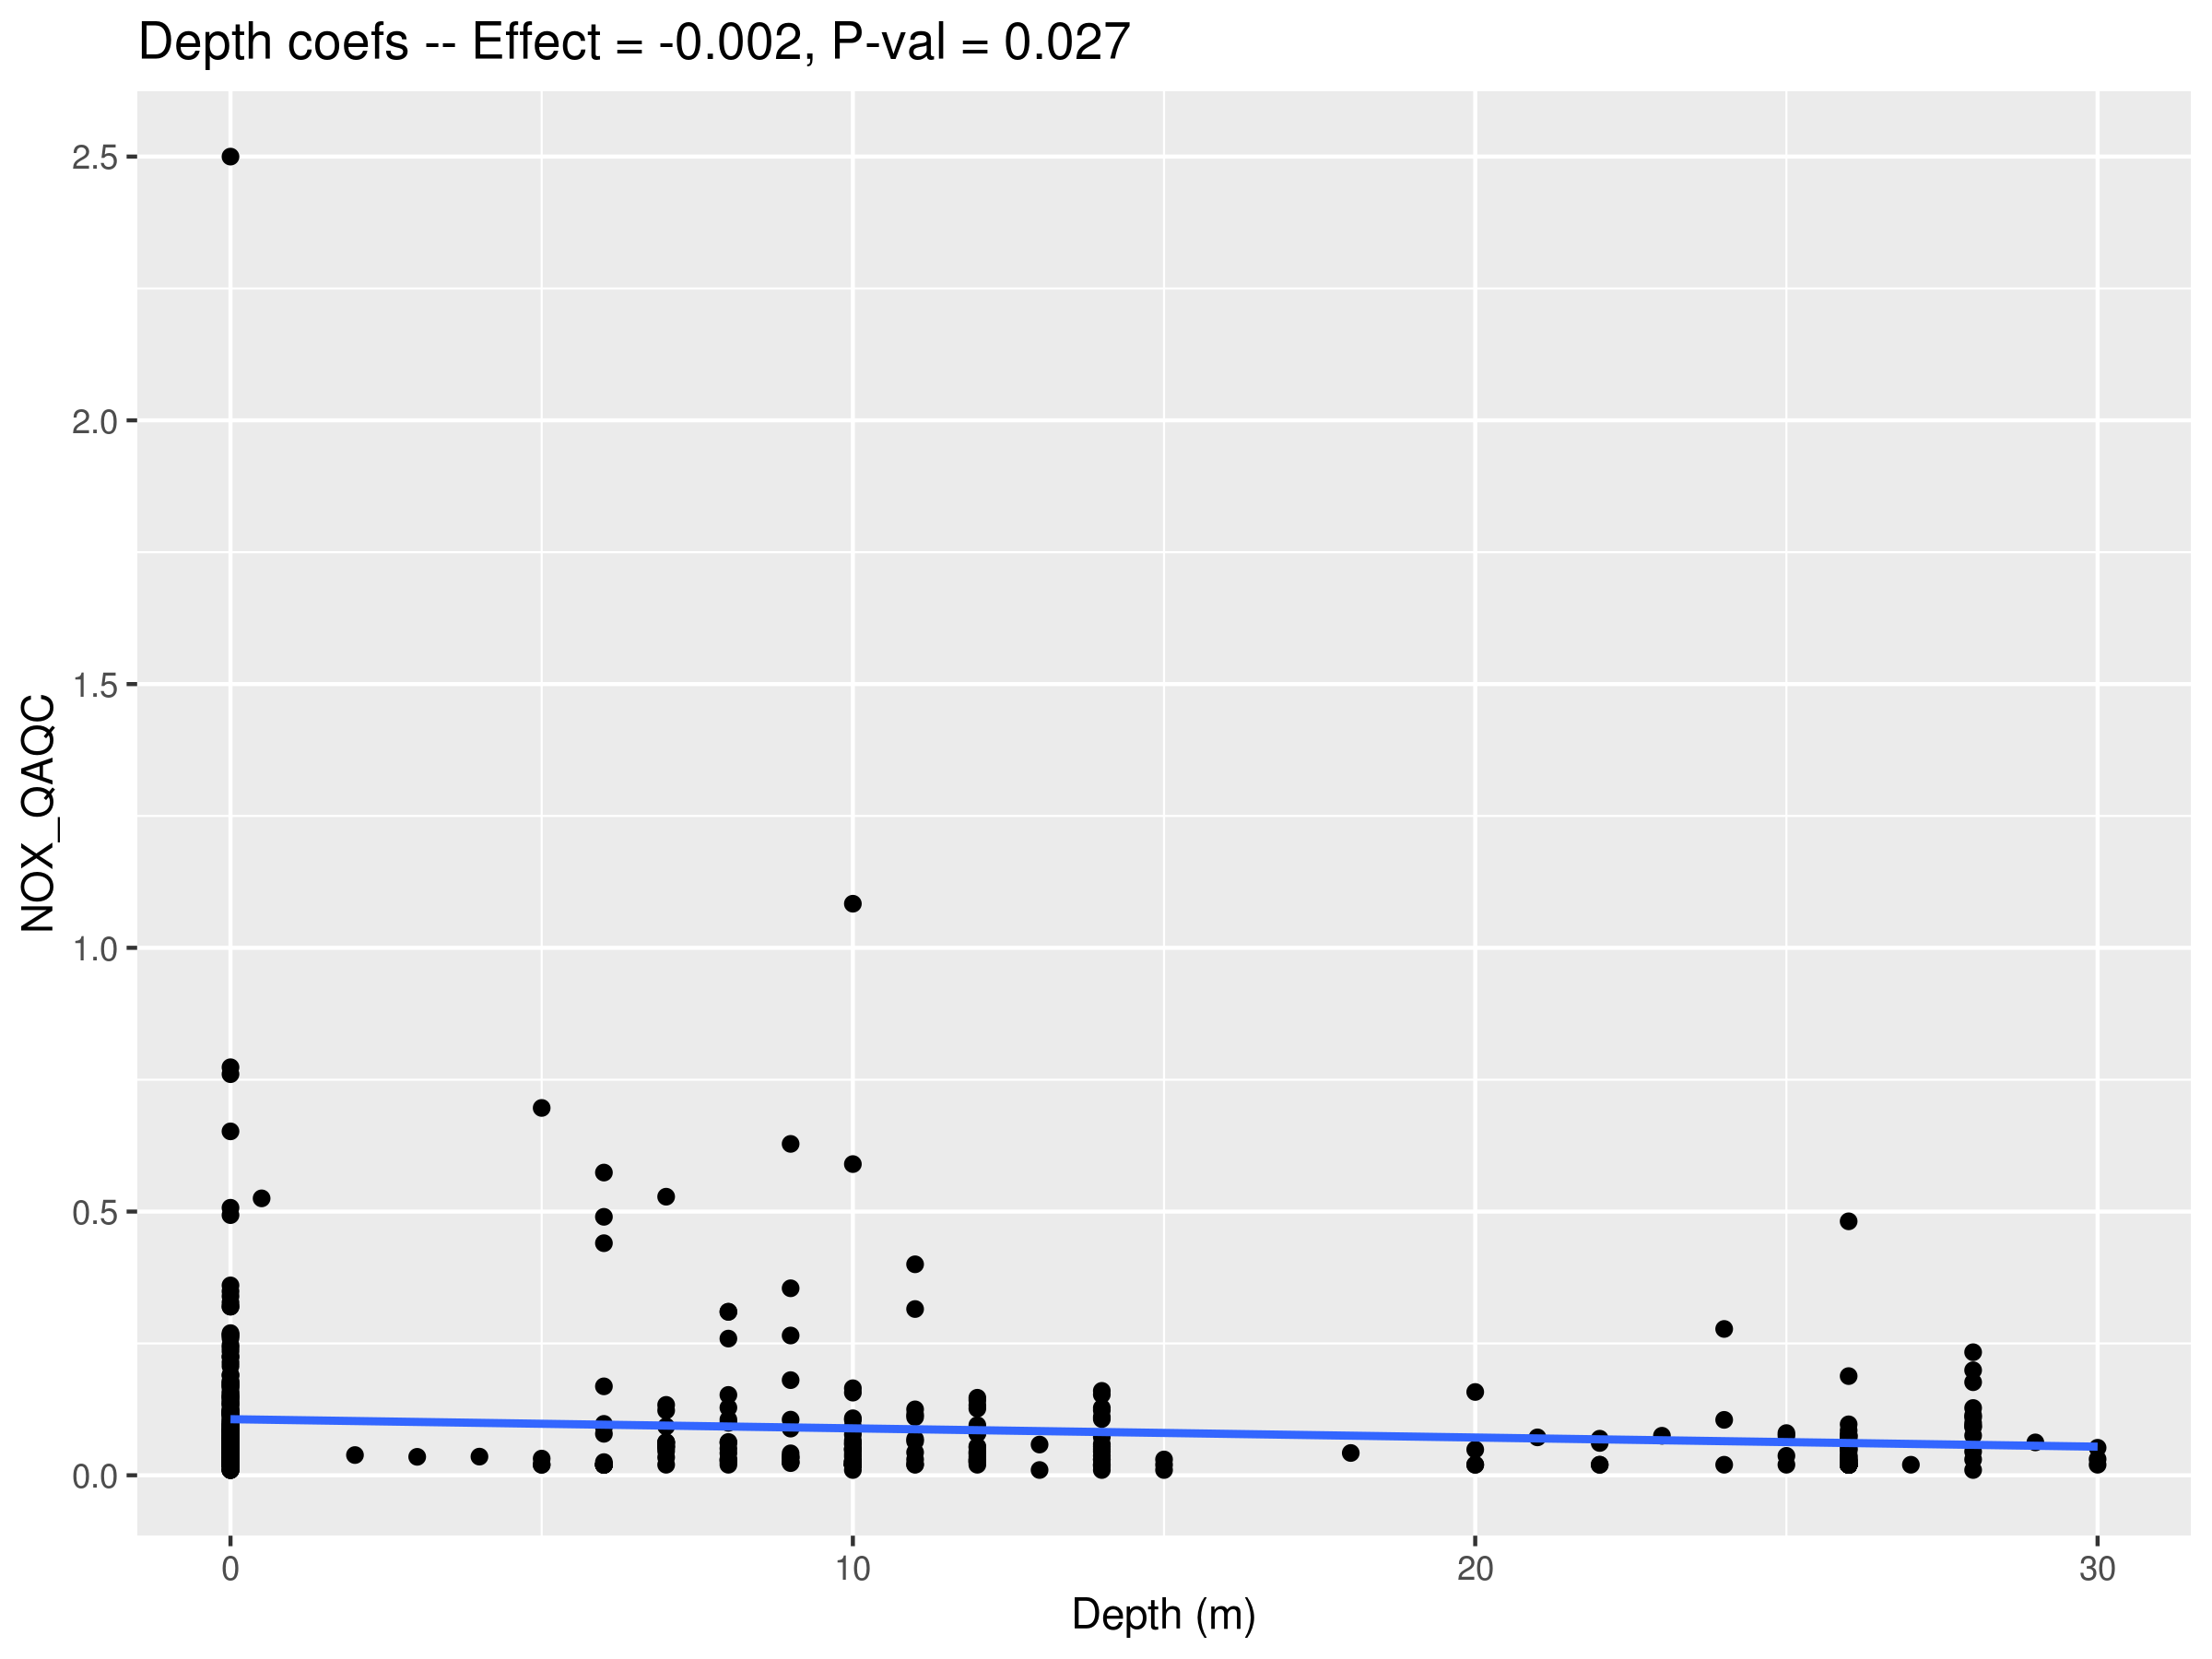 Depth coefs -- Effect = -0.002, P-val = 0.027
2.5
2.0
1.5
1.0
0.5
0.0
NOX_QAQC
0 10 20 30
Depth (m)